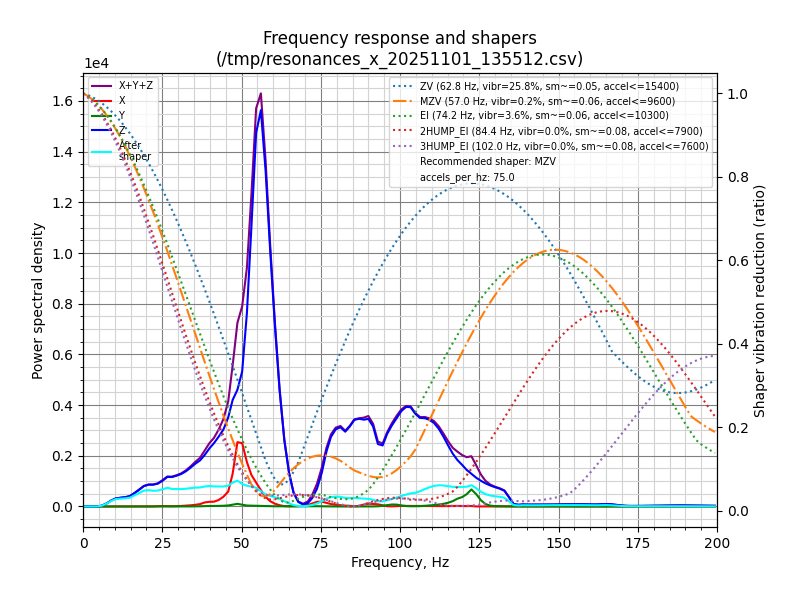 Frequency response and shapers
(/tmp/resonances_x_20251101_135512.csv)
1e4
X+Y+Z
X
Y
Z
After
shaper
ZV (62.8 Hz, vibr=25.8%, sm~=0.05, accel<=15400)
MZV (57.0 Hz, vibr=0.2%, sm~=0.06, accel<=9600)
EI (74.2 Hz, vibr=3.6%, sm~=0.06, accel<=10300)
2HUMP_EI (84.4 Hz, vibr=0.0%, sm~=0.08, accel<=7900)
3HUMP_EI (102.0 Hz, vibr=0.0%, sm~=0.08, accel<=7600)
Recommended shaper: MZV
accels_per_hz: 75.0
Power spectral density
1.6
1.4
1.2
1.0
0.8
0.6
0.4
0.2
0.0
1.0
0.8
0.6
0.4
0.2
0.0
Shaper vibration reduction (ratio)
0 25 50 75 100 125 150 175 200
Frequency, Hz